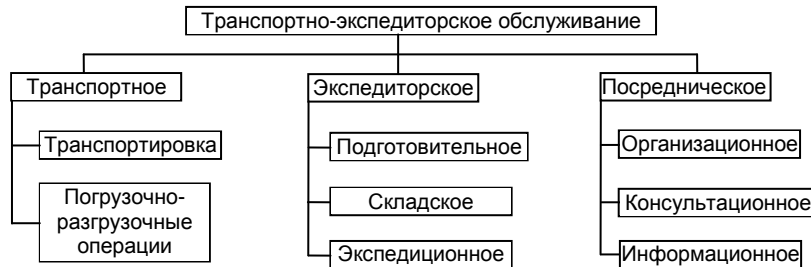 Транспортно-экспедиторское обслуживание
Транспортное
Транспортировка
Погрузочно-
разгрузочные
операции
Экспедиторское
Подготовительное
Складское
Экспедиционное
Посредническое
Организационное
Консультационное
Информационное